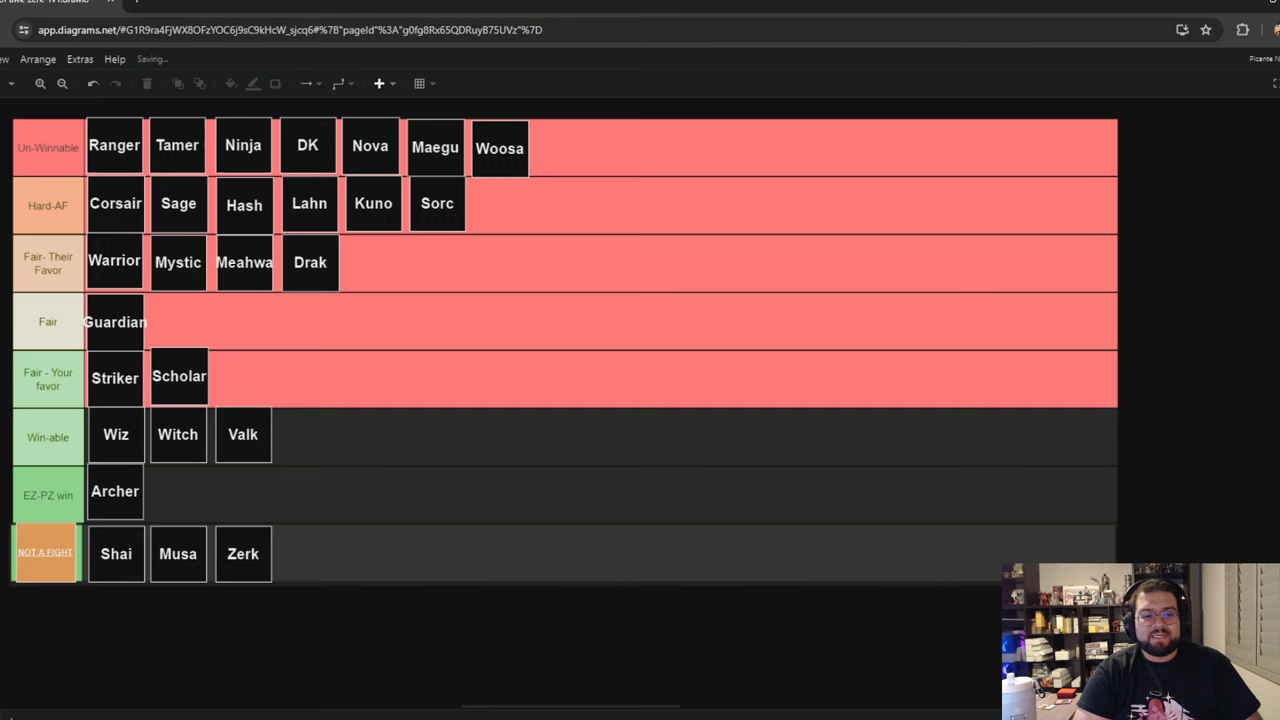 app.diagrams.net/#G1R9ra4FjWX8OFzYOC6j9sC9kHcW_sjcq6#%7B"pageId"%3A"g0fg8Rx65QDRuyB75UVz"%7D
Arrange Extras Help Saving...
Picante N
Un-Winnable Ranger Tamer Ninja DK Nova Maegu Woosa
Hard-AF Corsair Sage Hash Lahn Kuno Sorc
Fair- Their
Favor
Warrior Mystic Meahwa Drak
Fair Guardian
Fair - Your
favor
Striker Scholar
Win-able Wiz Witch Valk
EZ-PZ win Archer
NOT A FIGHT Shai Musa Zerk